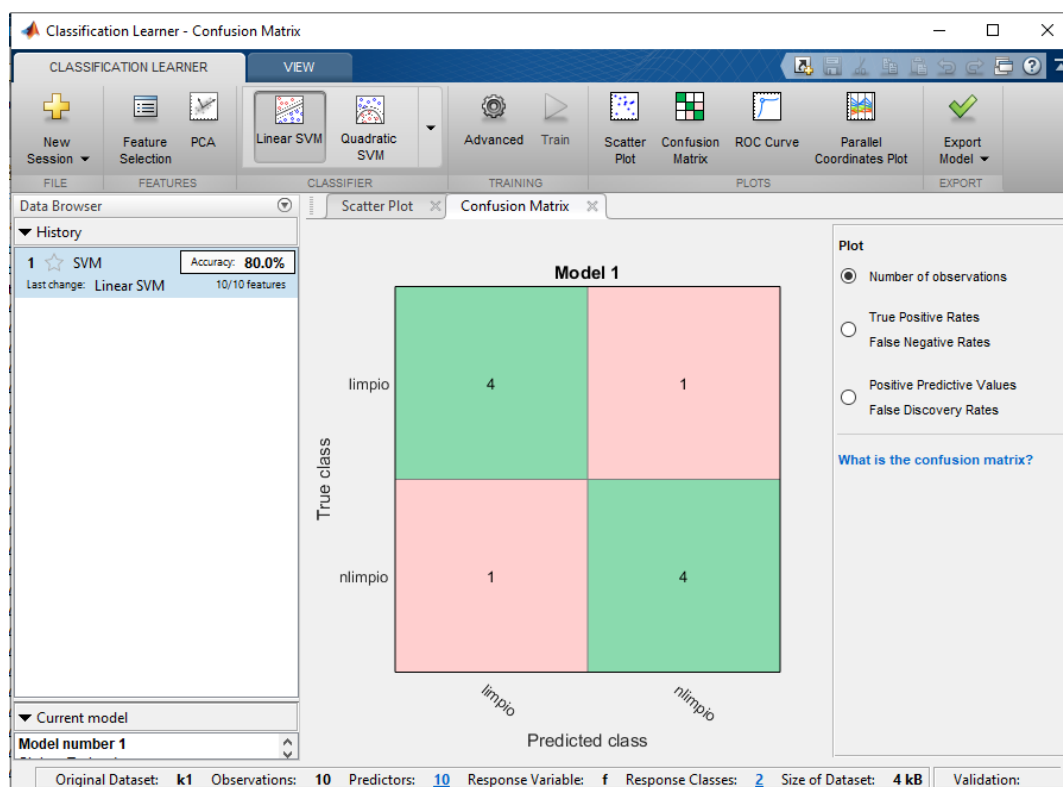 Classification Learner - Confusion Matrix
CLASSIFICATION LEARNER VIEW
New Session
Feature Selection
PCA
Linear SVM
Quadratic SVM
Advanced
Train
Scatter Plot
Confusion Matrix
ROC Curve
Parallel Coordinates Plot
Export Model
FILE FEATURES CLASSIFIER TRAINING PLOTS EXPORT
Data Browser
History
1 SVM Accuracy: 80.0%
Last change: Linear SVM 10/10 features
Current model
Model number 1
Scatter Plot Confusion Matrix
Model 1
True class
limpio 4 1
nlimpio 1 4
limpio nlimpio
Predicted class
Plot
Number of observations
True Positive Rates
False Negative Rates
Positive Predictive Values
False Discovery Rates
What is the confusion matrix?
Original Dataset: k1 Observations: 10 Predictors: 10 Response Variable: f Response Classes: 2 Size of Dataset: 4 kB Validation: